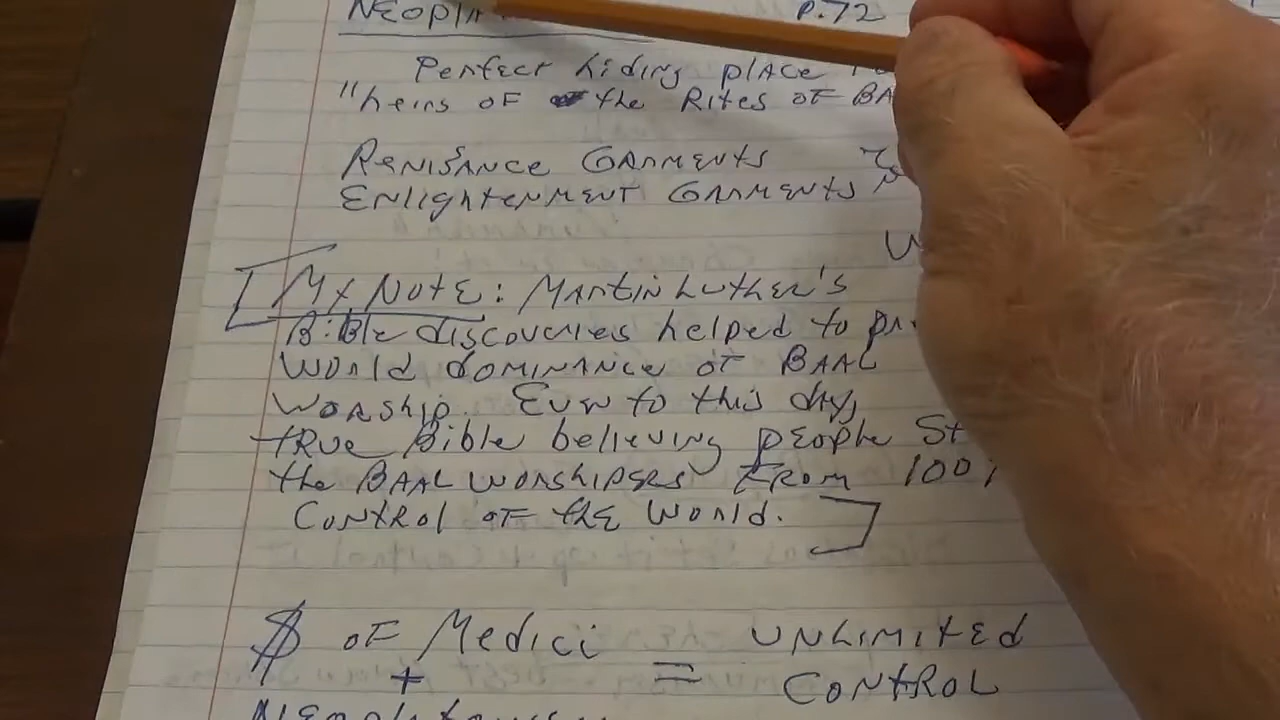 P.72
Perfect hiding place
"heirs of the Rites of BA
Renisance Garments
Enlightenment Garments
My Note: Martin Luther's
Bible discoveries helped to
World dominance of BAAL
Worship. Even to this day,
true Bible believing people St
the BAAL worshipers from 100%
Control of the World.
$ of Medici = UNLIMITED
+ CONTROL